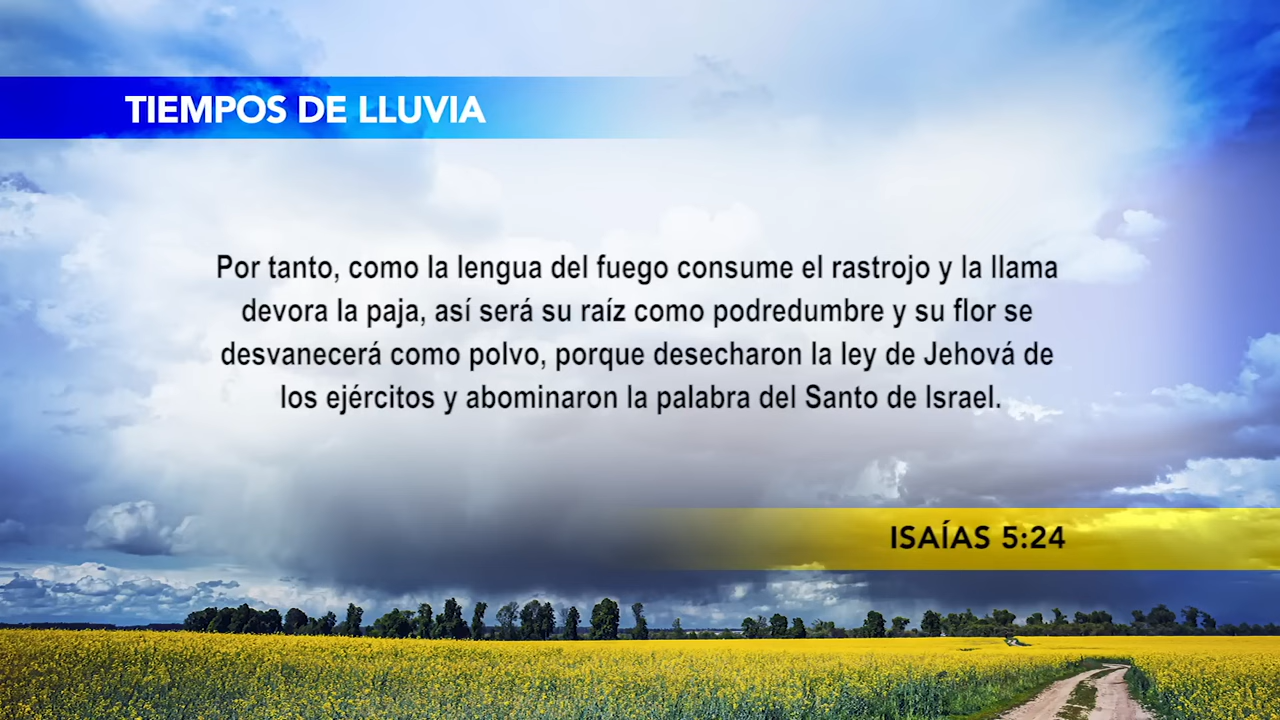 TIEMPOS DE LLUVIA
Por tanto, como la lengua del fuego consume el rastrojo y la llama
devora la paja, así será su raíz como podredumbre y su flor se
desvanecerá como polvo, porque desecharon la ley de Jehová de
los ejércitos y abominaron la palabra del Santo de Israel.
ISAÍAS 5:24